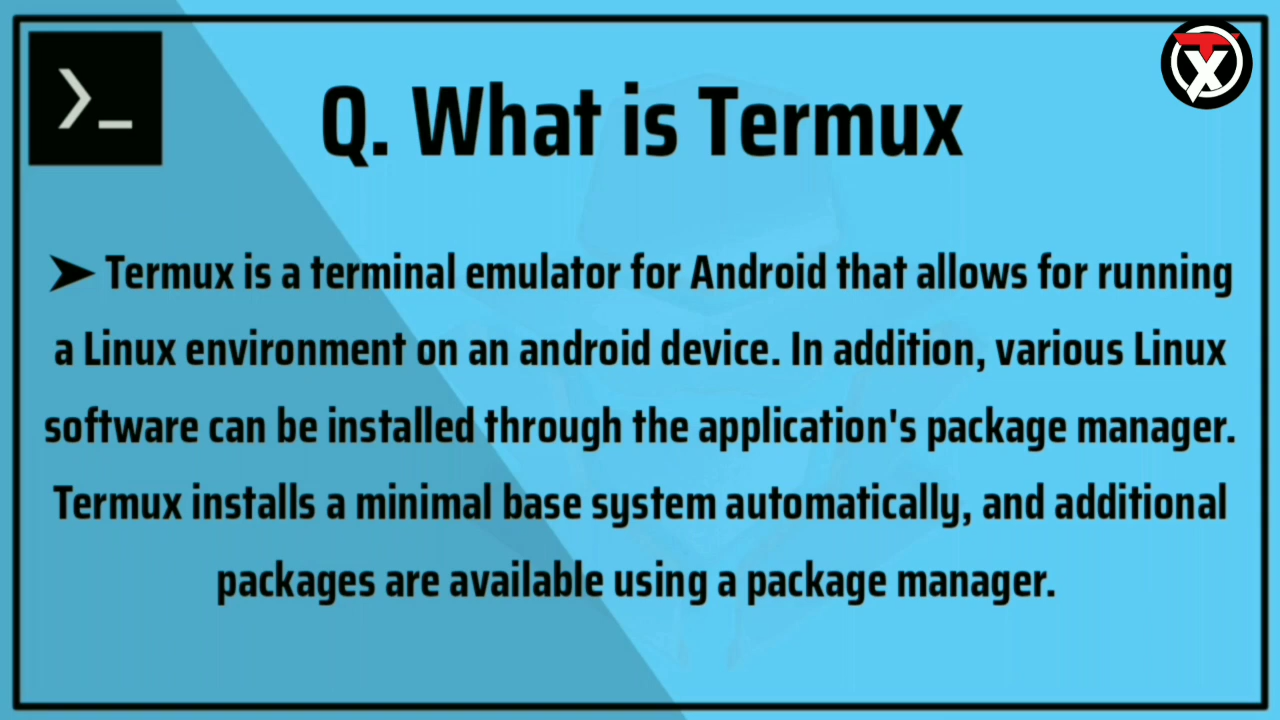 Q. What is Termux
➤ Termux is a terminal emulator for Android that allows for running
a Linux environment on an android device. In addition, various Linux
software can be installed through the application's package manager.
Termux installs a minimal base system automatically, and additional
packages are available using a package manager.